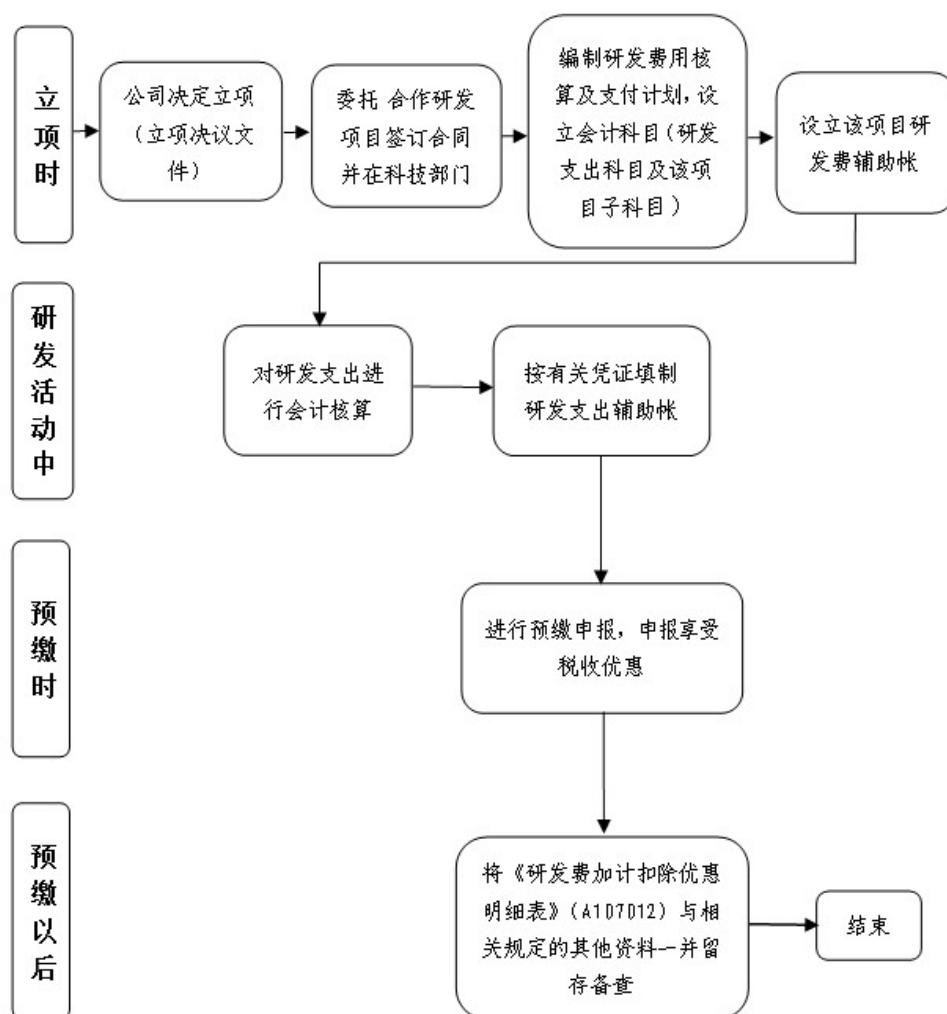 立项时
公司决定立项
（立项决议文
件）
委托 合作研发
项目签订合同
并在科技部门
编制研发费用核
算及支付计划，设
立会计科目（研发
支出科目及该项
目子科目）
设立该项目研
发费辅助帐
研发活动中
对研发支出进
行会计核算
按有关凭证填制
研发支出辅助帐
预缴时
进行预缴申报，申报享受
税收优惠
预缴以后
将《研发费加计扣除优惠
明细表》（A107012）与相
关规定的其他资料一并留
存备查
结束